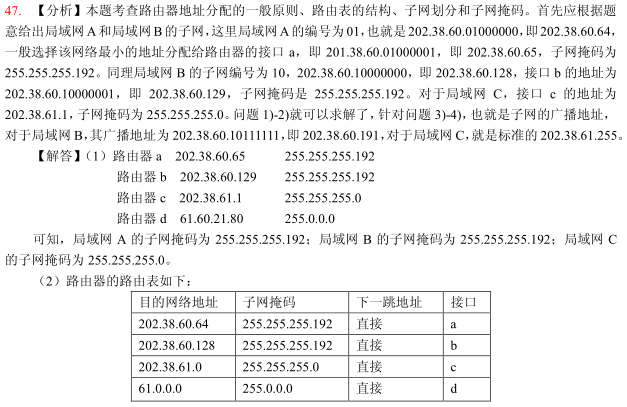 47. 【分析】本题考查路由器地址分配的一般原则、路由表的结构、子网划分和子网掩码。首先应根据题
意给出局域网 A 和局域网 B 的子网,这里局域网 A 的编号为 01,也就是 202.38.60.01000000,即 202.38.60.64,
一般选择该网络最小的地址分配给路由器的接口 a，即 201.38.60.01000001，即 202.38.60.65，子网掩码为
255.255.255.192。同理局域网 B 的子网编号为 10，202.38.60.10000000，即 202.38.60.128，接口 b 的地址为
202.38.60.10000001，即 202.38.60.129，子网掩码是 255.255.255.192。对于局域网 C，接口 c 的地址为
202.38.61.1，子网掩码为 255.255.255.0。问题 1)-2)就可以求解了，针对问题 3)-4)，也就是子网的广播地址，
对于局域网 B,其广播地址为 202.38.60.10111111,即 202.38.60.191,对于局域网 C,就是标准的 202.38.61.255。
【解答】（1）路由器 a 202.38.60.65 255.255.255.192
路由器 b 202.38.60.129 255.255.255.192
路由器 c 202.38.61.1 255.255.255.0
路由器 d 61.60.21.80 255.0.0.0
可知，局域网 A 的子网掩码为 255.255.255.192；局域网 B 的子网掩码为 255.255.255.192；局域网 C
的子网掩码为 255.255.255.0。
（2）路由器的路由表如下：
目的网络地址 子网掩码 下一跳地址 接口
202.38.60.64 255.255.255.192 直接 a
202.38.60.128 255.255.255.192 直接 b
202.38.61.0 255.255.255.0 直接 c
61.0.0.0 255.0.0.0 直接 d